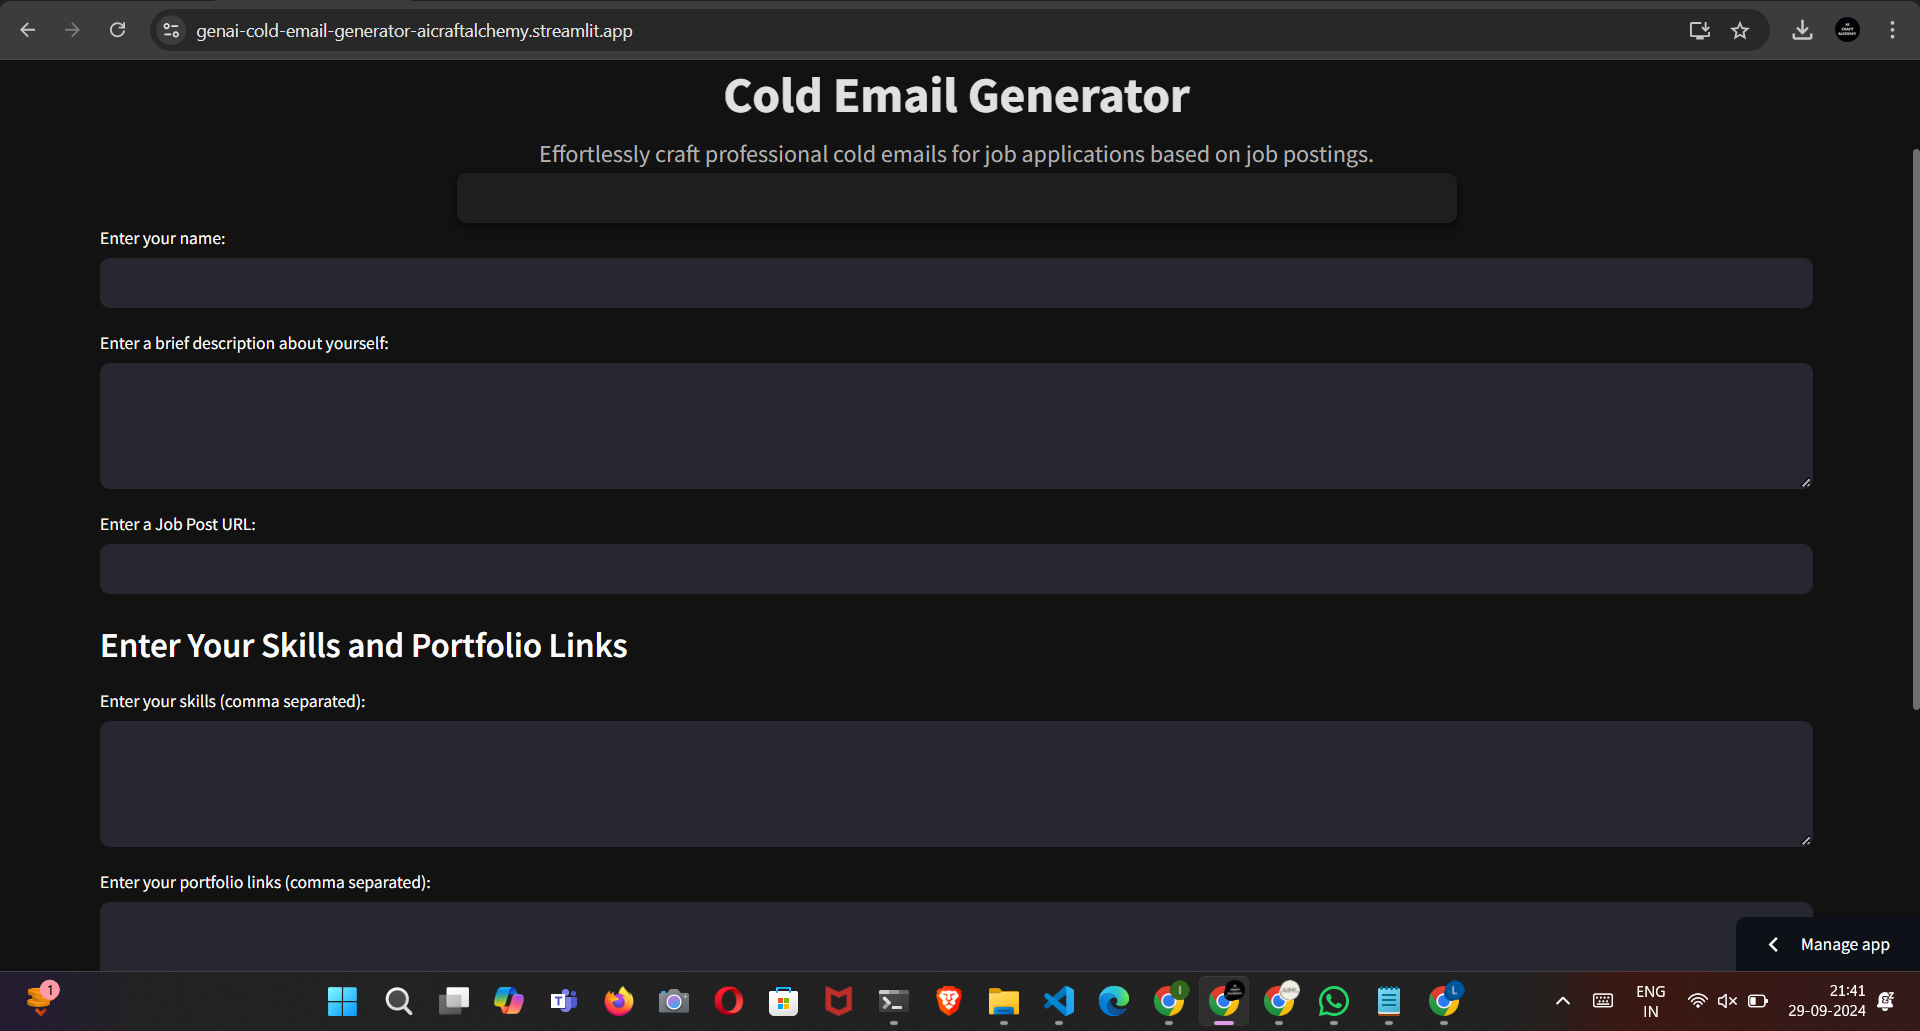 genai-cold-email-generator-aicraftalchemy.streamlit.app
Cold Email Generator
Effortlessly craft professional cold emails for job applications based on job postings.
Enter your name:
Enter a brief description about yourself:
Enter a Job Post URL:
Enter Your Skills and Portfolio Links
Enter your skills (comma separated):
Enter your portfolio links (comma separated):
Manage app
1
ENG
IN
21:41
29-09-2024